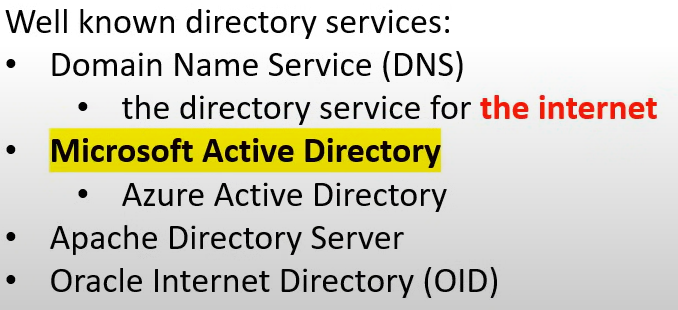 Well known directory services:
• Domain Name Service (DNS)
• the directory service for the internet
• Microsoft Active Directory
• Azure Active Directory
• Apache Directory Server
• Oracle Internet Directory (OID)